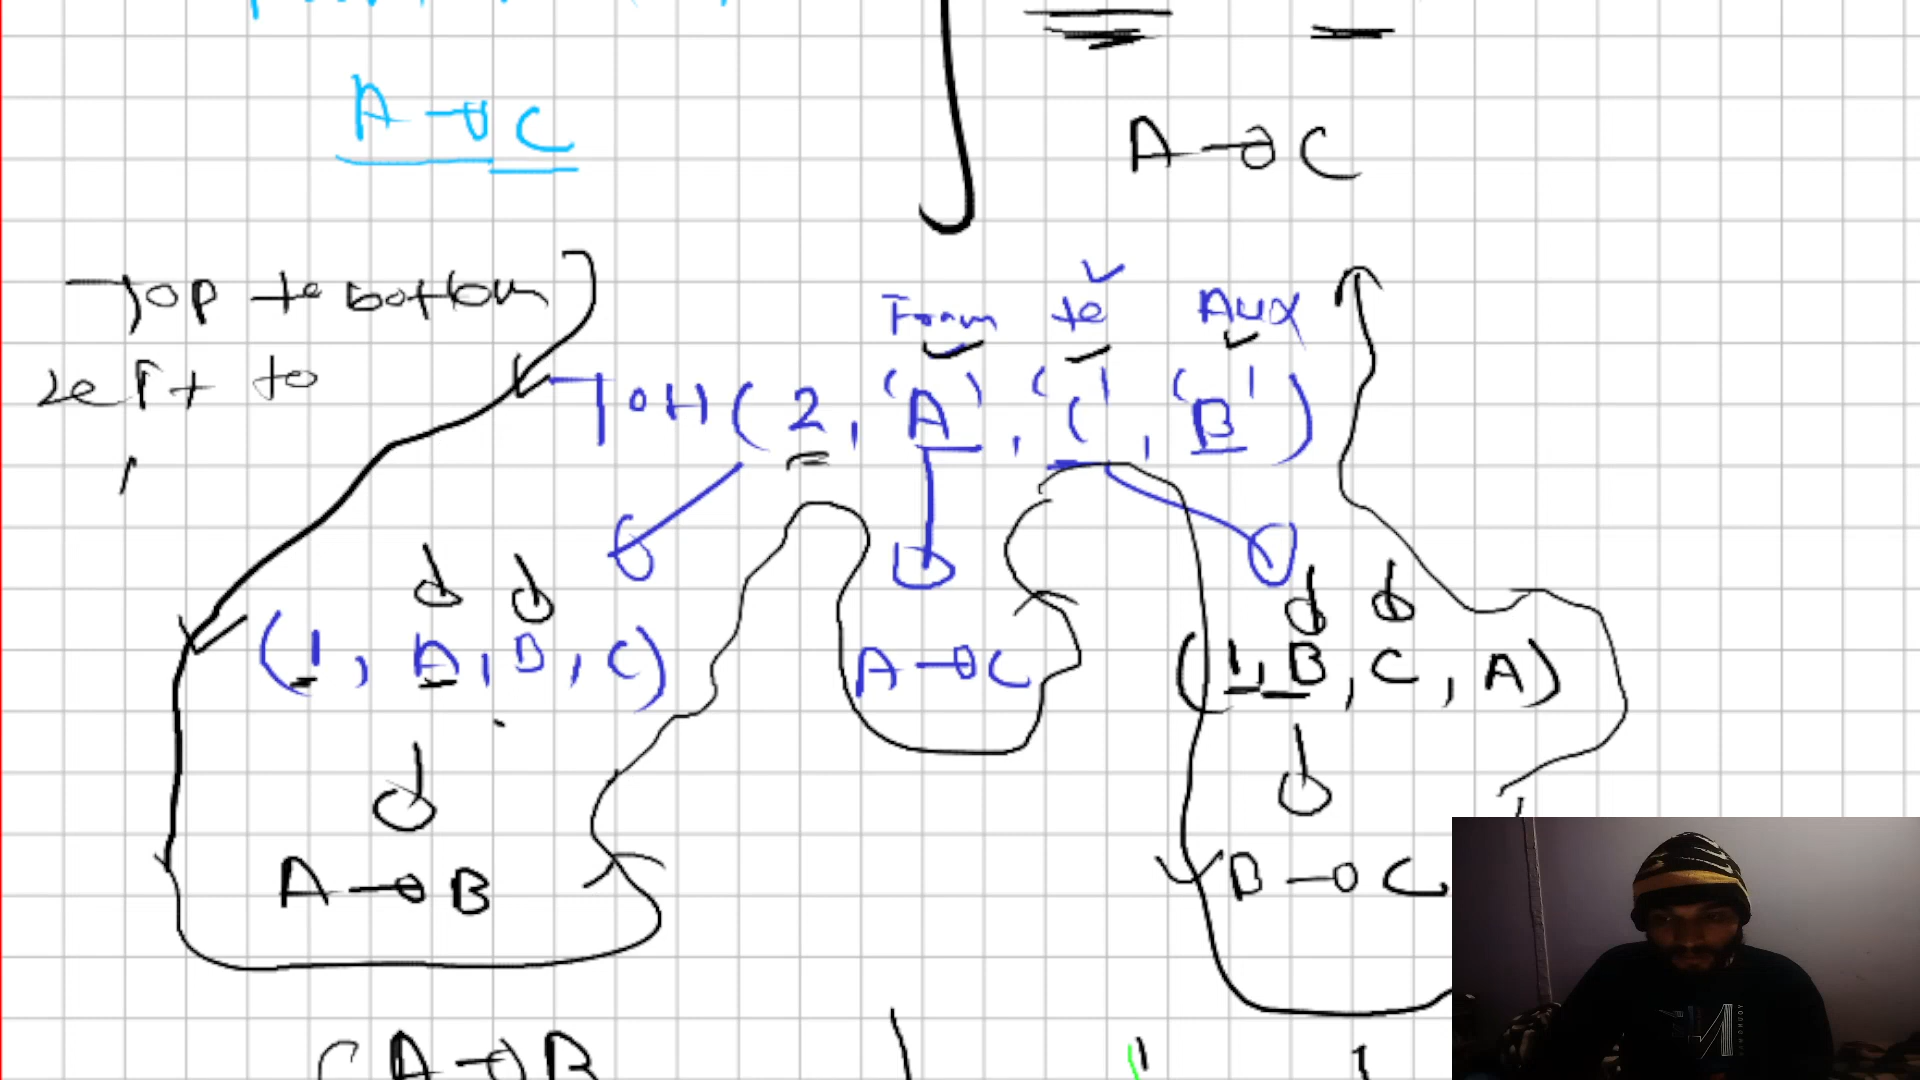 A → C
A → C
Top to bottom
left to
From to Aux
TOH(2, 'A', 'C', 'B')
(1, A, B, C)
A → C
(1, B, C, A)
A → B
B → C
A → B